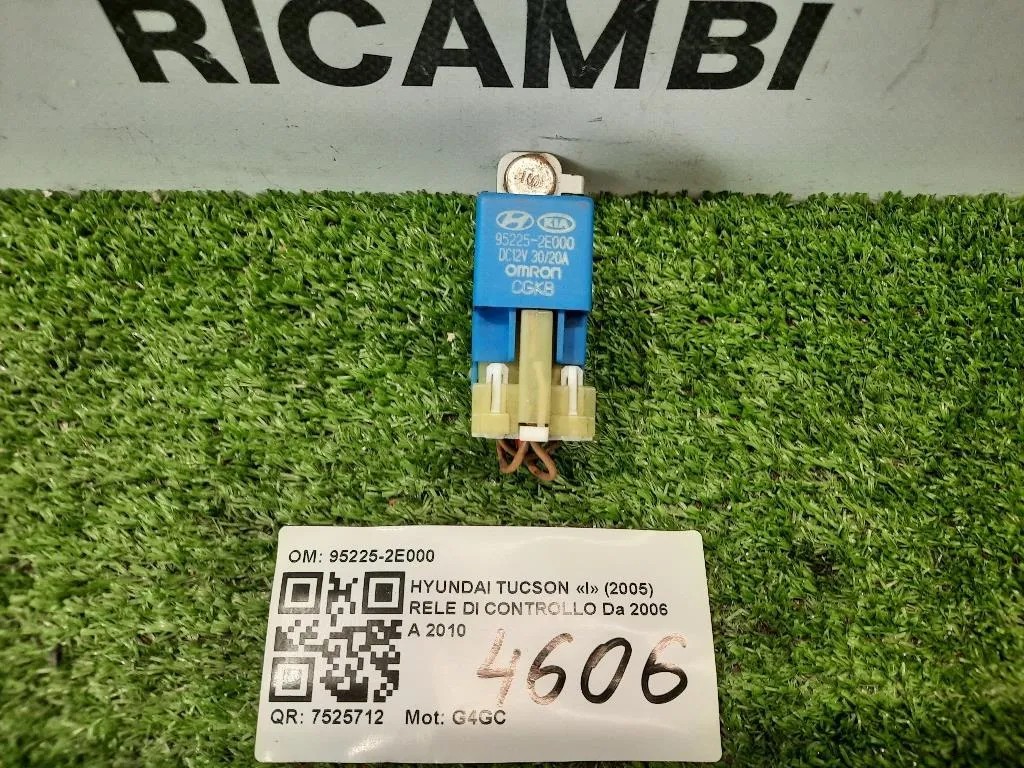 RICAMBI
KIA
95225-2E000
DC12V 30/20A
omron
CGKB
OM: 95225-2E000
HYUNDAI TUCSON «I» (2005)
RELE DI CONTROLLO Da 2006
A 2010
4606
QR: 7525712 Mot: G4GC